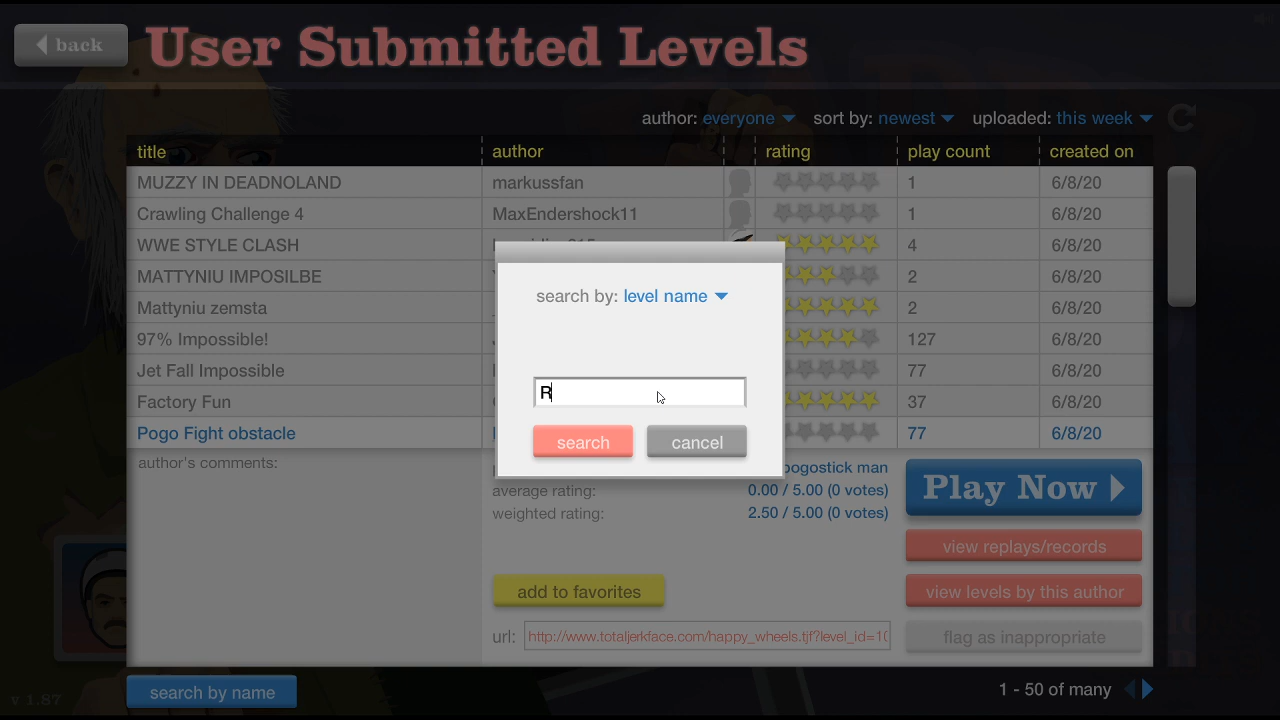 back
User Submitted Levels
author: everyone sort by: newest uploaded: this week
title author rating play count created on
MUZZY IN DEADNOLAND markussfan 1 6/8/20
Crawling Challenge 4 MaxEndershock11 1 6/8/20
WWE STYLE CLASH 4 6/8/20
MATTYNIU IMPOSILBE 2 6/8/20
Mattyniu zemsta 2 6/8/20
97% Impossible! 127 6/8/20
Jet Fall Impossible 77 6/8/20
Factory Fun 37 6/8/20
Pogo Fight obstacle 77 6/8/20
search by: level name
R
search cancel
author's comments:
pogostick man
average rating: 0.00 / 5.00 (0 votes)
weighted rating: 2.50 / 5.00 (0 votes)
Play Now
view replays/records
add to favorites
view levels by this author
url: http://www.totaljerkface.com/happy_wheels.tjf?level_id=1(
flag as inappropriate
v 1.87
search by name
1 - 50 of many